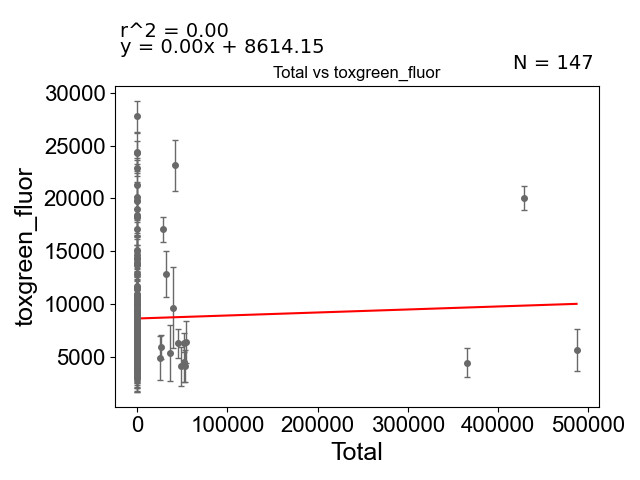 r^2 = 0.00
y = 0.00x + 8614.15
N = 147
Total vs toxgreen_fluor
30000
25000
20000
15000
10000
5000
toxgreen_fluor
0 100000 200000 300000 400000 500000
Total